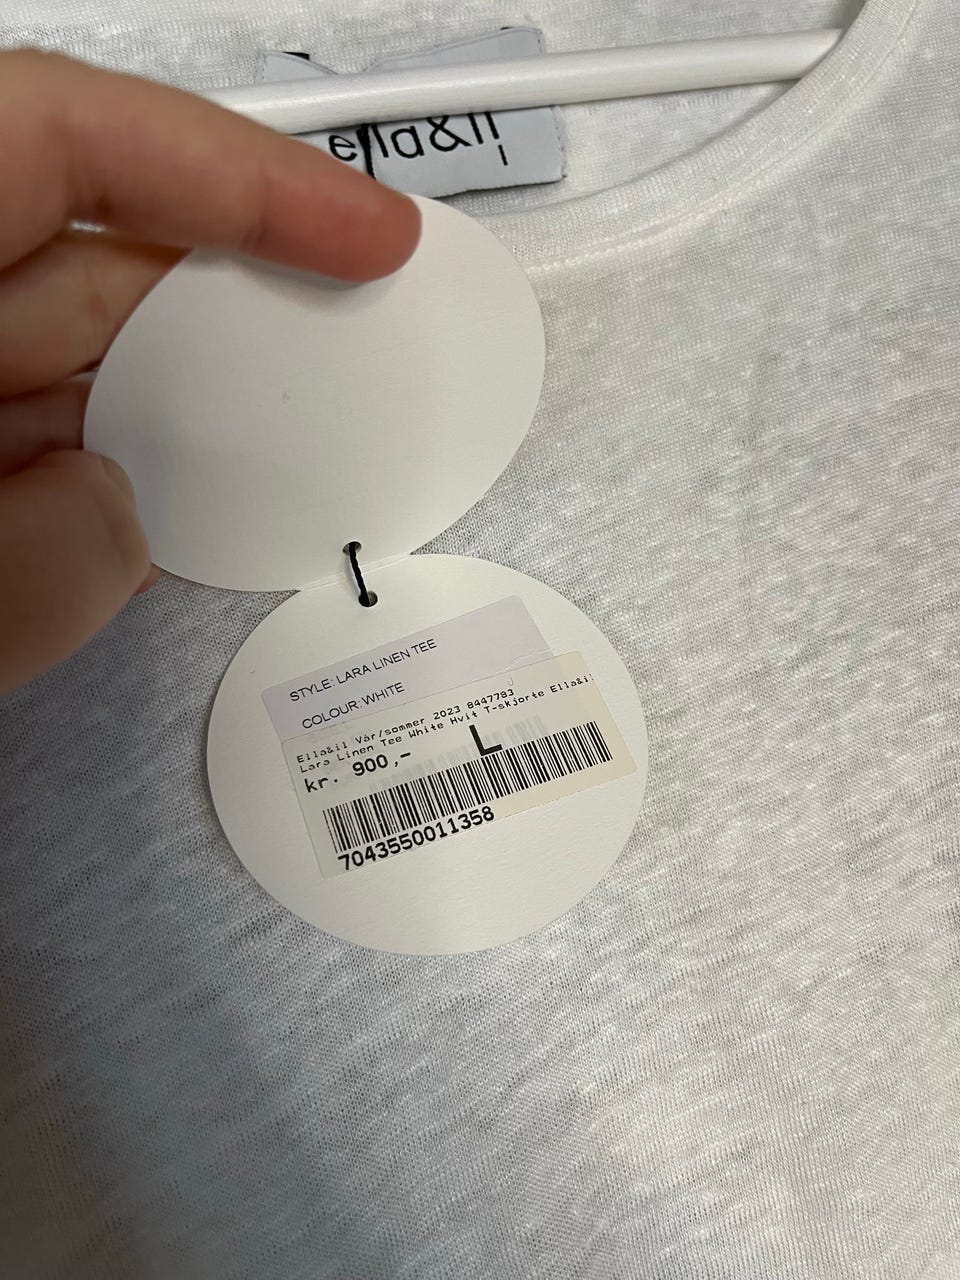 ella&il
STYLE: LARA LINEN TEE
COLOUR: WHITE
Ella&il Vår/sommer 2023 8447783
Lara Linen Tee White Hvit T-skjorte Ella&il
kr. 900,- L
7043550011358